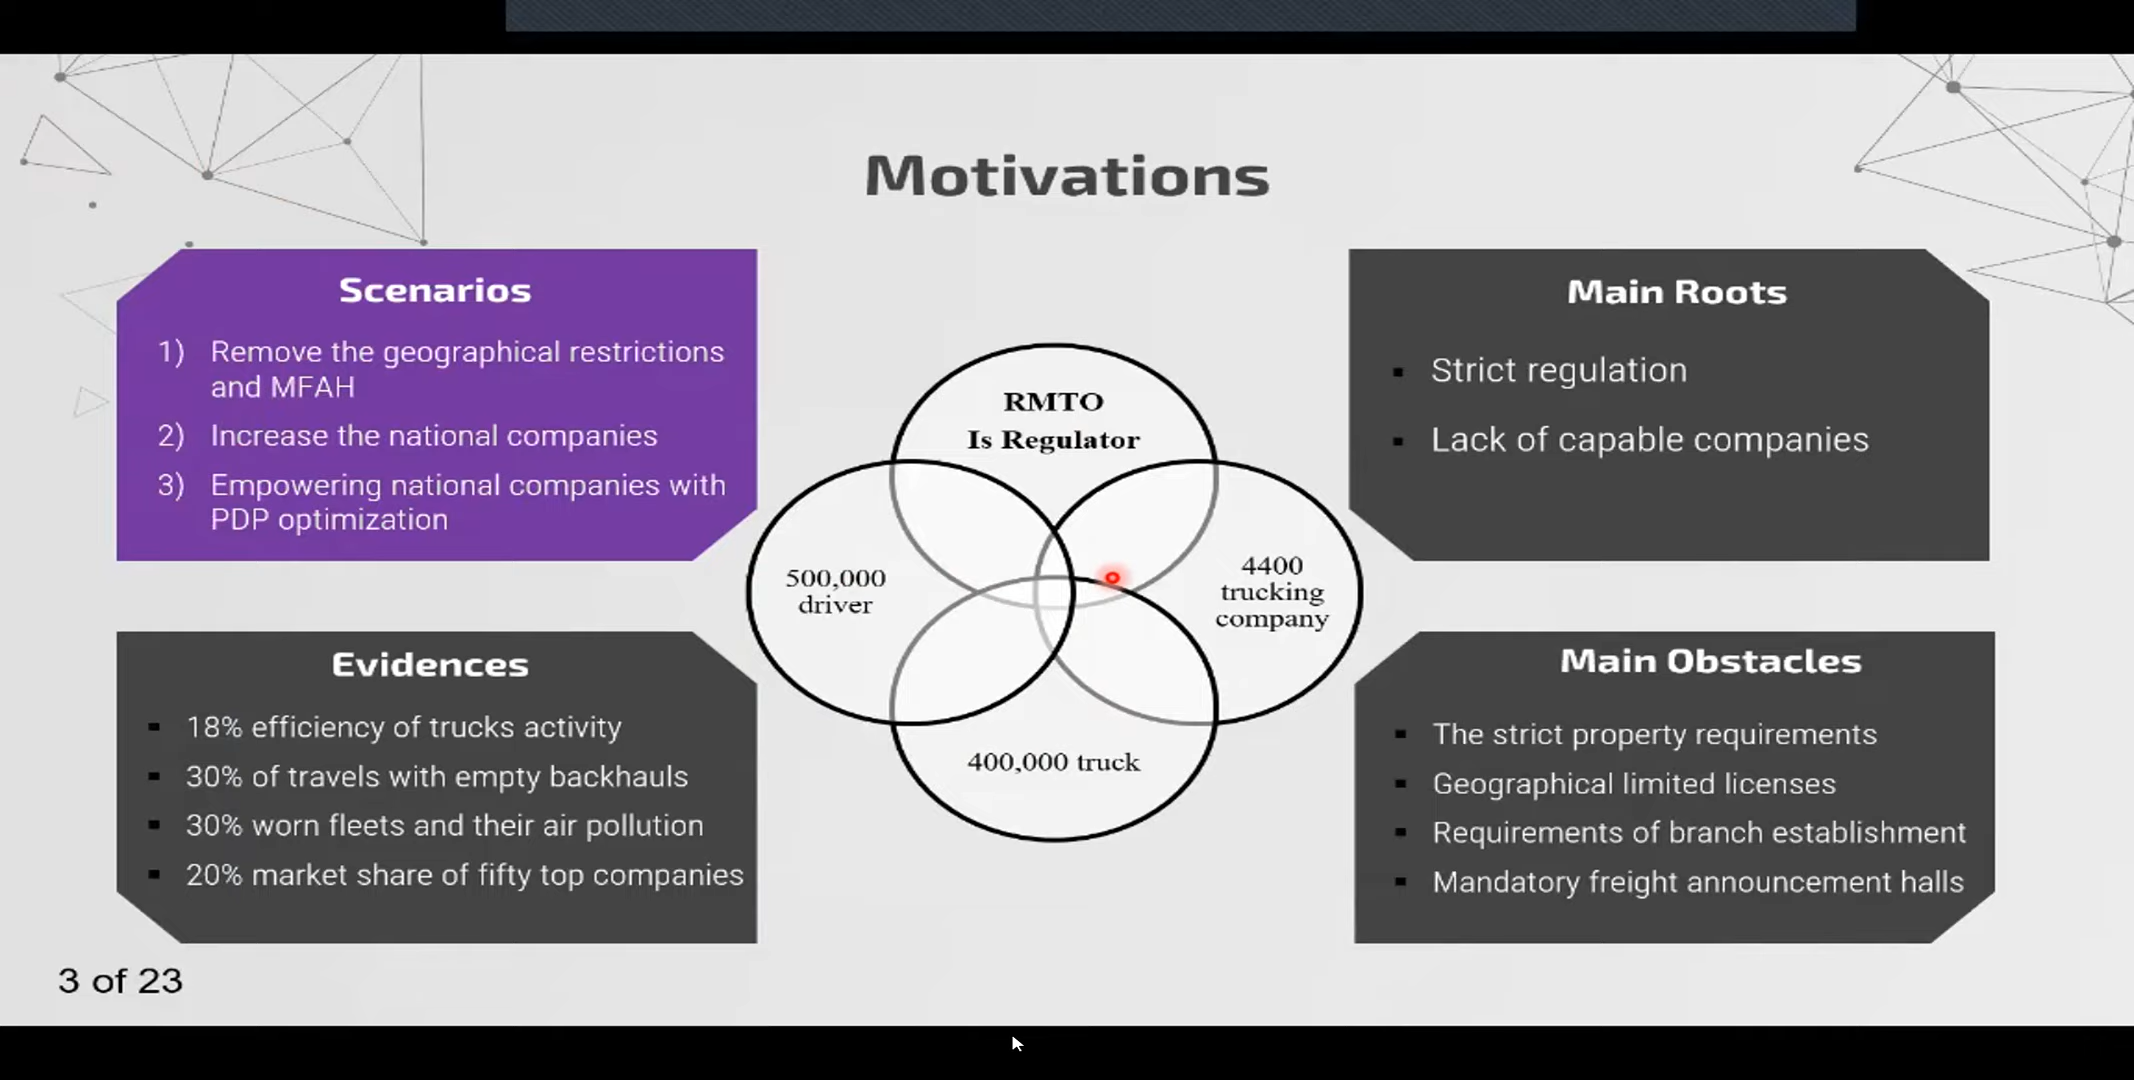 Motivations
Scenarios
1) Remove the geographical restrictions
and MFAH
2) Increase the national companies
3) Empowering national companies with
PDP optimization
Main Roots
▪ Strict regulation
▪ Lack of capable companies
RMTO
Is Regulator
500,000
driver
4400
trucking
company
400,000 truck
Evidences
▪ 18% efficiency of trucks activity
▪ 30% of travels with empty backhauls
▪ 30% worn fleets and their air pollution
▪ 20% market share of fifty top companies
Main Obstacles
▪ The strict property requirements
▪ Geographical limited licenses
▪ Requirements of branch establishment
▪ Mandatory freight announcement halls
3 of 23